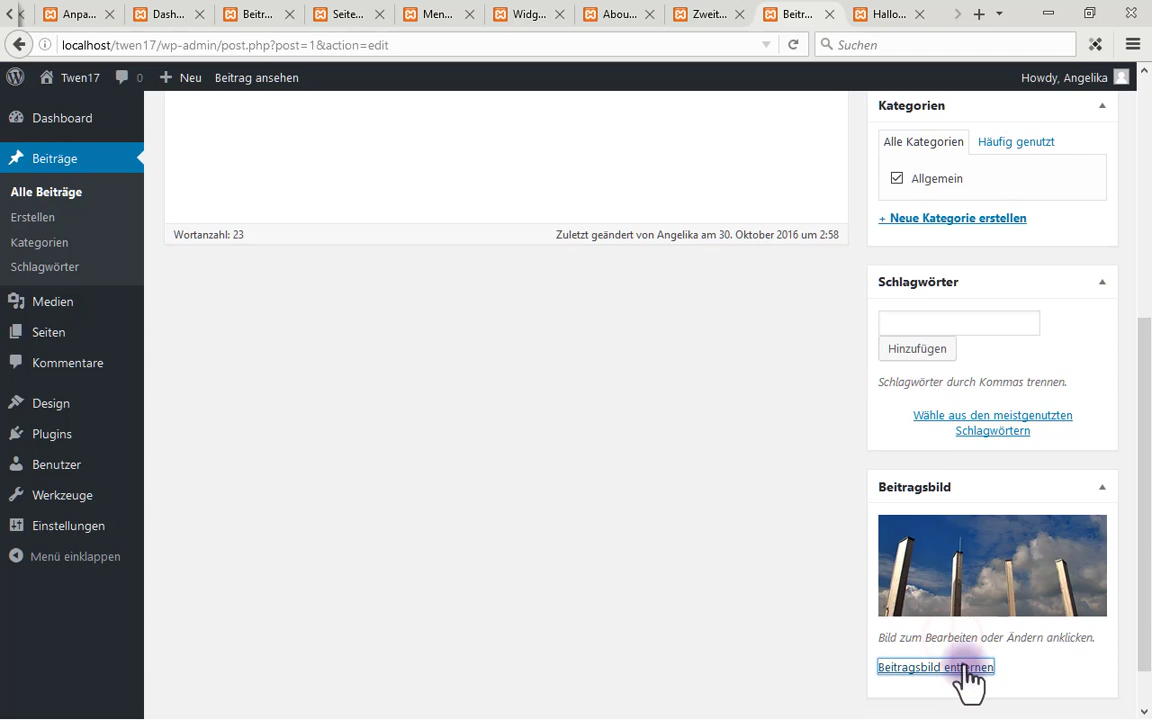 Anpa...
Dash...
Beitr...
Seite...
Men...
Widg...
Abou...
Zweit...
Beitr...
Hallo...
localhost/twen17/wp-admin/post.php?post=1&action=edit
Suchen
Twen17
0
Neu
Beitrag ansehen
Howdy, Angelika
Dashboard
Beiträge
Alle Beiträge
Erstellen
Kategorien
Schlagwörter
Medien
Seiten
Kommentare
Design
Plugins
Benutzer
Werkzeuge
Einstellungen
Menü einklappen
Wortanzahl: 23
Zuletzt geändert von Angelika am 30. Oktober 2016 um 2:58
Kategorien
Alle Kategorien
Häufig genutzt
Allgemein
+ Neue Kategorie erstellen
Schlagwörter
Hinzufügen
Schlagwörter durch Kommas trennen.
Wähle aus den meistgenutzten
Schlagwörtern
Beitragsbild
Bild zum Bearbeiten oder Ändern anklicken.
Beitragsbild entfernen